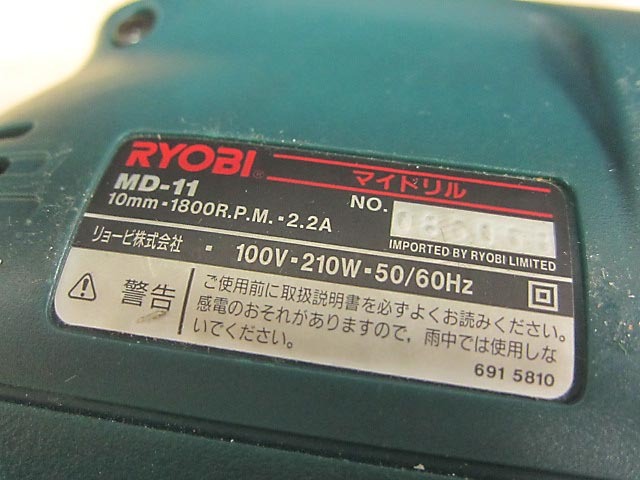 RYOBI®
マイドリル
MD-11
NO.
10mm・1800R.P.M.・2.2A
IMPORTED BY RYOBI LIMITED
リョービ株式会社 ・ 100V・210W・50/60Hz
警告
ご使用前に取扱説明書を必ずよくお読みください。
感電のおそれがありますので，雨中では使用しな
いでください。
691 5810